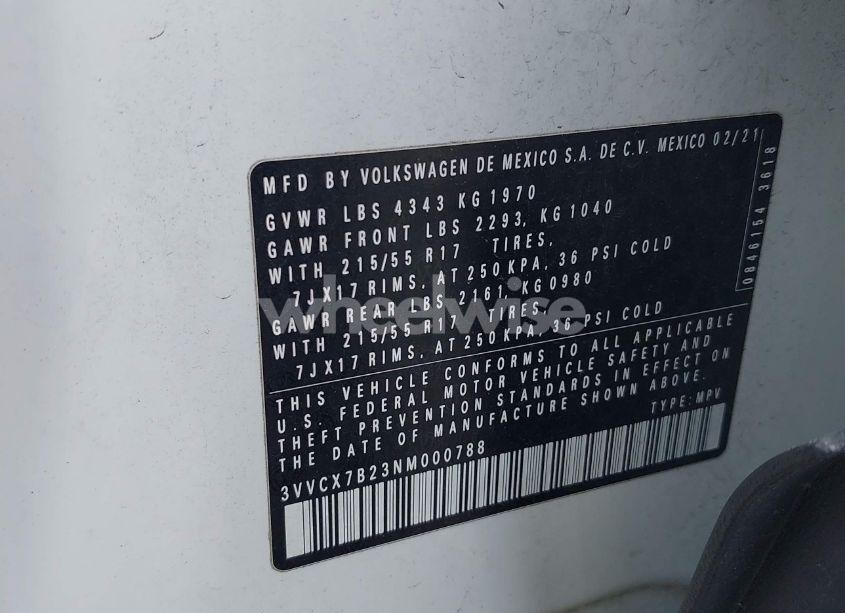 MFD BY VOLKSWAGEN DE MEXICO S.A. DE C.V. MEXICO 02/21
GVWR LBS 4343 KG 1970
GAWR FRONT LBS 2293, KG 1040
WITH 215/55 R17 TIRES,
7JX17 RIMS, AT 250 KPA, 36 PSI COLD
GAWR REAR LBS 2161, KG 0980
WITH 215/55 R17 TIRES,
7JX17 RIMS, AT 250 KPA, 36 PSI COLD
THIS VEHICLE CONFORMS TO ALL APPLICABLE
U.S. FEDERAL MOTOR VEHICLE SAFETY AND
THEFT PREVENTION STANDARDS IN EFFECT ON
THE DATE OF MANUFACTURE SHOWN ABOVE.
TYPE: MPV
3VVCX7B23NM000788
0846154 3618
wheelwise